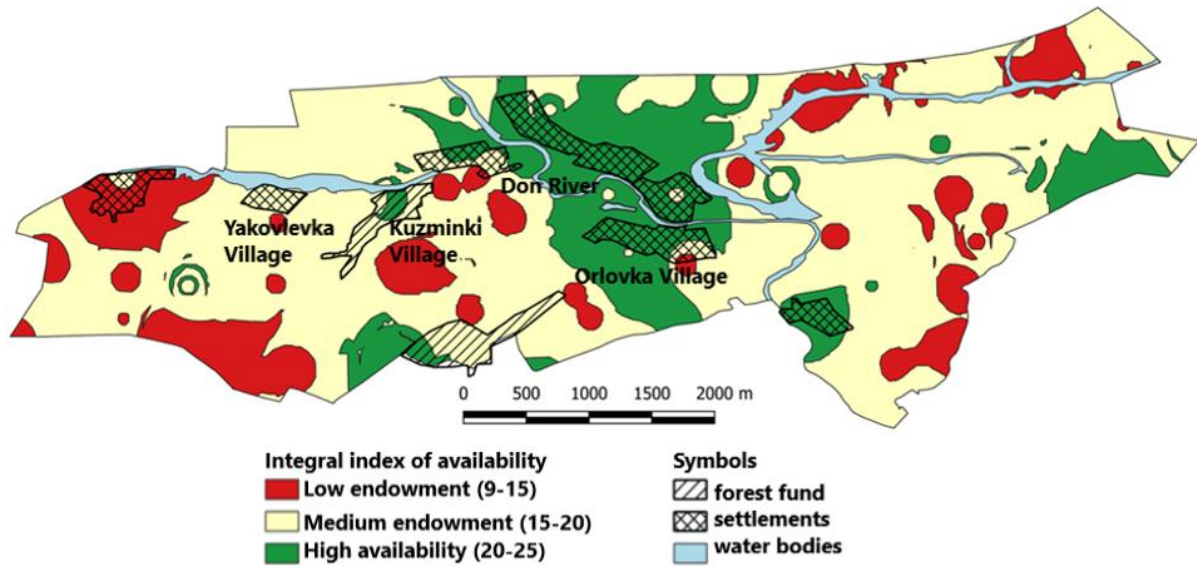 Don River
Yakovlevka
Village
Kuzminki
Village
Orlovka Village
0 500 1000 1500 2000 m
Integral index of availability
Low endowment (9-15)
Medium endowment (15-20)
High availability (20-25)
Symbols
forest fund
settlements
water bodies